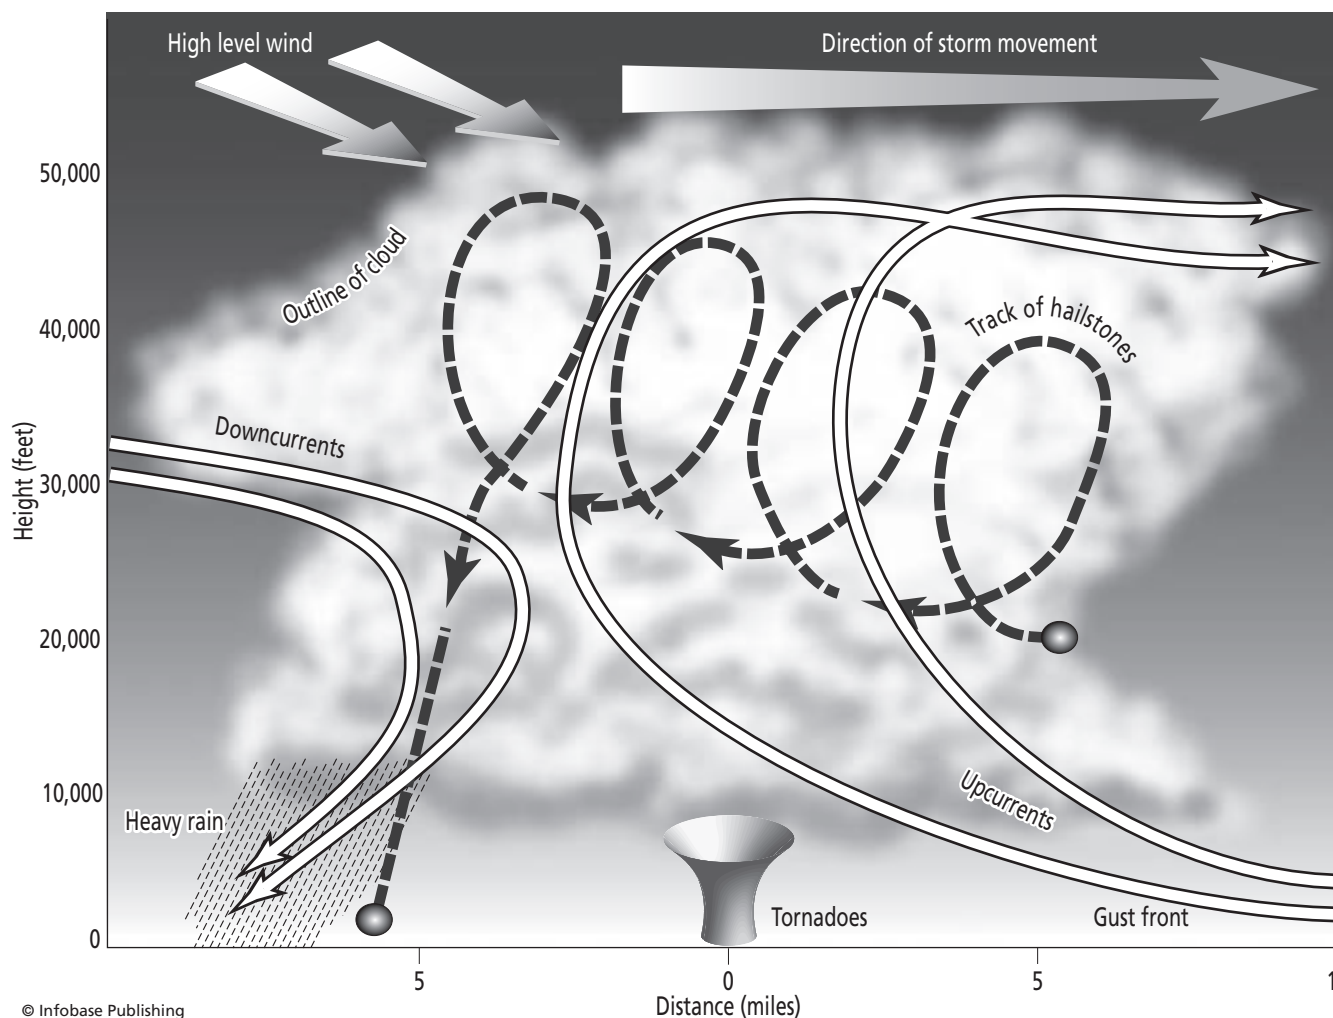 High level wind
Direction of storm movement
50,000
Outline of cloud
40,000
Track of hailstones
Downcurrents
Height (feet)
30,000
20,000
10,000
Upcurrents
Heavy rain
Tornadoes
Gust front
0
5
0
5
1
Distance (miles)
© Infobase Publishing